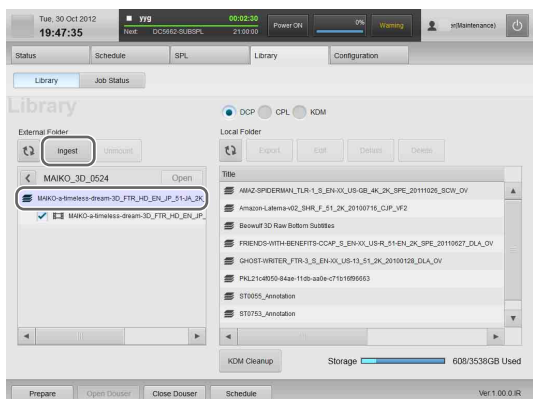 Tue, 30 Oct 2012
19:47:35
yyg 00:02:30
Next: DC5662-SUBSPL 21:00:00
Power ON
0%
Warning
er(Maintenance)
Status Schedule SPL Library Configuration
Library Job Status
Library
DCP CPL KDM
External Folder
Ingest Unmount
Local Folder
Export Edit Details Delete
MAIKO_3D_0524 Open
MAIKO-a-timeless-dream-3D_FTR_HD_EN_JP_51-JA_2K
MAIKO-a-timeless-dream-3D_FTR_HD_EN_JP_
Title
AMAZ-SPIDERMAN_TLR-1_S_EN-XX_US-GB_4K_2K_SPE_20111026_SCW_OV
Amazon-Laterna-v02_SHR_F_51_2K_20100716_CJP_VF2
Beowulf 3D Raw Bottom Subtitles
FRIENDS-WITH-BENEFITS-CCAP_S_EN-XX_US-R_51-EN_2K_SPE_20110627_DLA_OV
GHOST-WRITER_FTR-3_S_EN-XX_US-13_51_2K_20100128_DLA_OV
PKL21c4f050-84ae-11db-aa0e-c71b16f96663
ST0055_Annotation
ST0753_Annotation
KDM Cleanup
Storage 608/3538GB Used
Prepare Open Douser Close Douser Schedule
Ver:1.00.0.IR